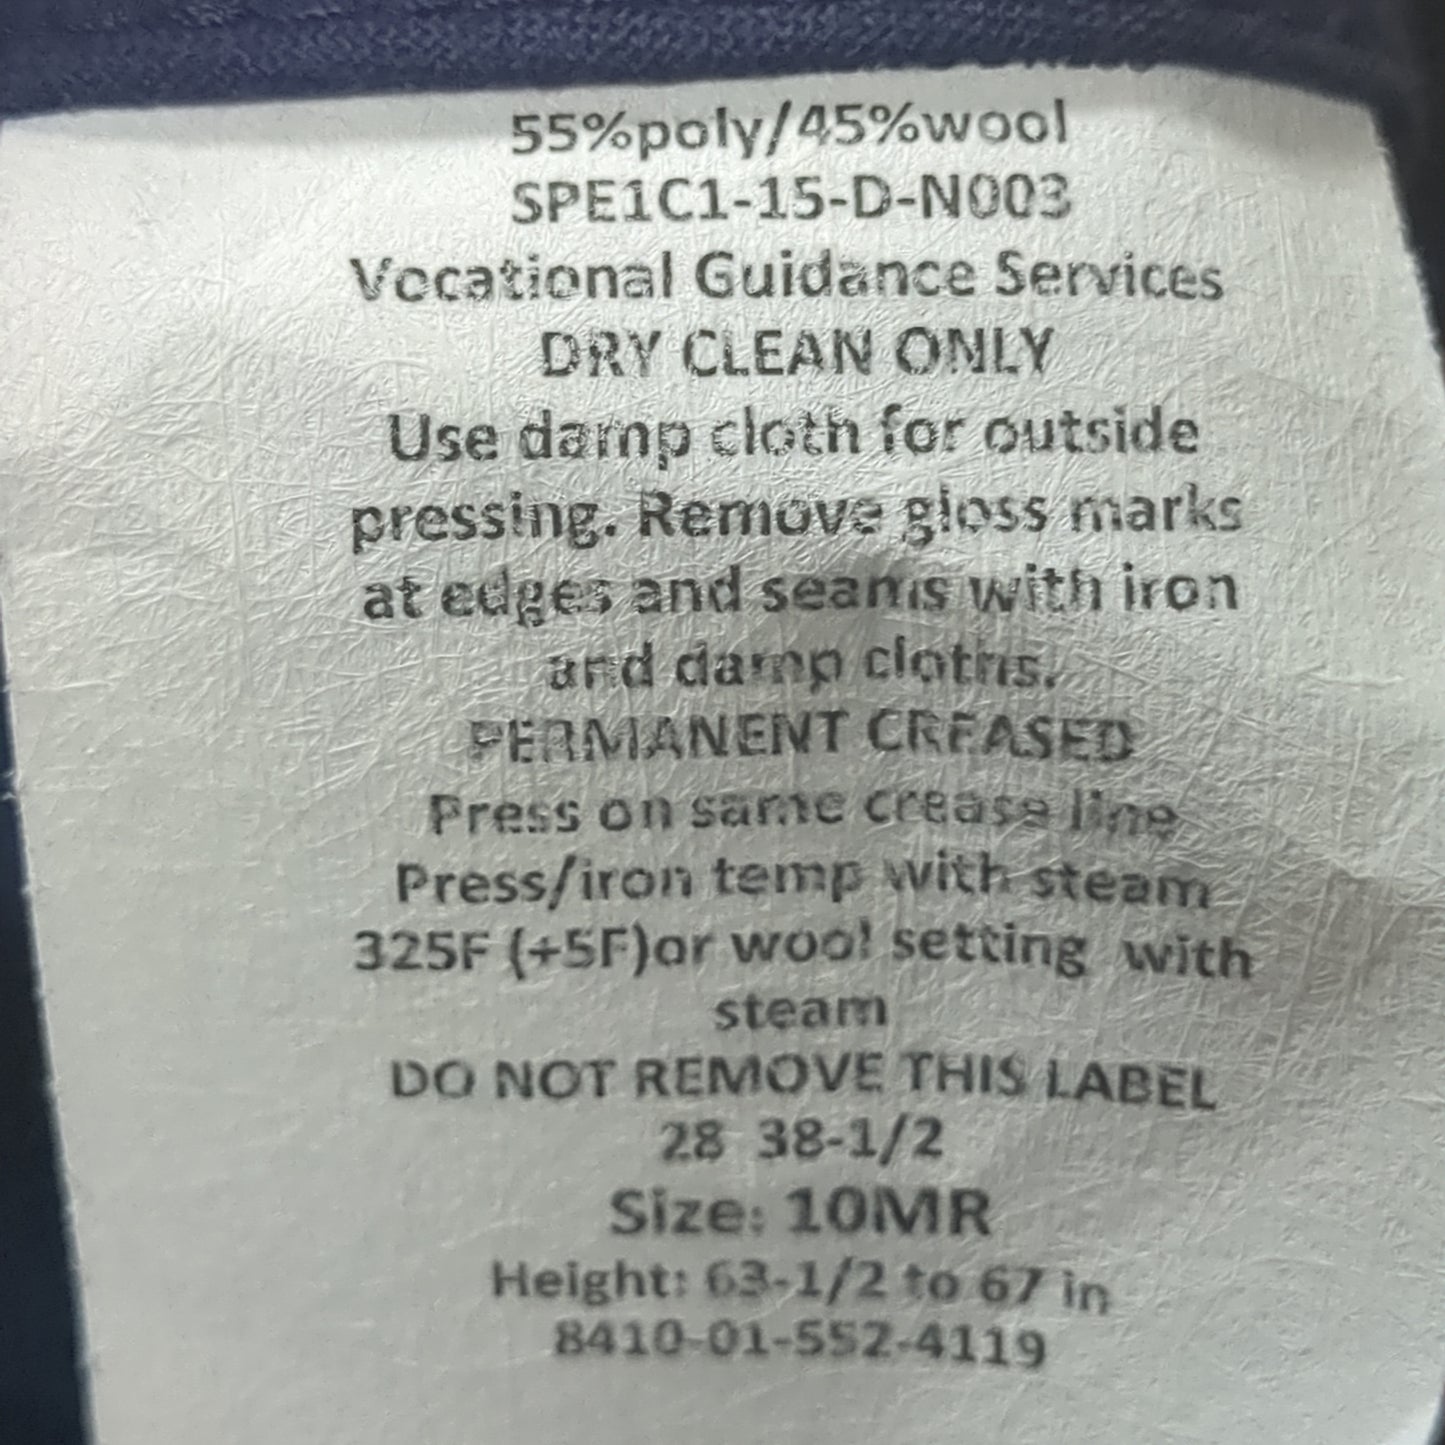 55%poly/45%wool
SPE1C1-15-D-N003
Vocational Guidance Services
DRY CLEAN ONLY
Use damp cloth for outside
pressing. Remove gloss marks
at edges and seams with iron
and damp cloths.
PERMANENT CREASED
Press on same crease line
Press/iron temp with steam
325F (+5F)or wool setting with
steam
DO NOT REMOVE THIS LABEL
28 38-1/2
Size: 10MR
Height: 63-1/2 to 67 in
8410-01-552-4119